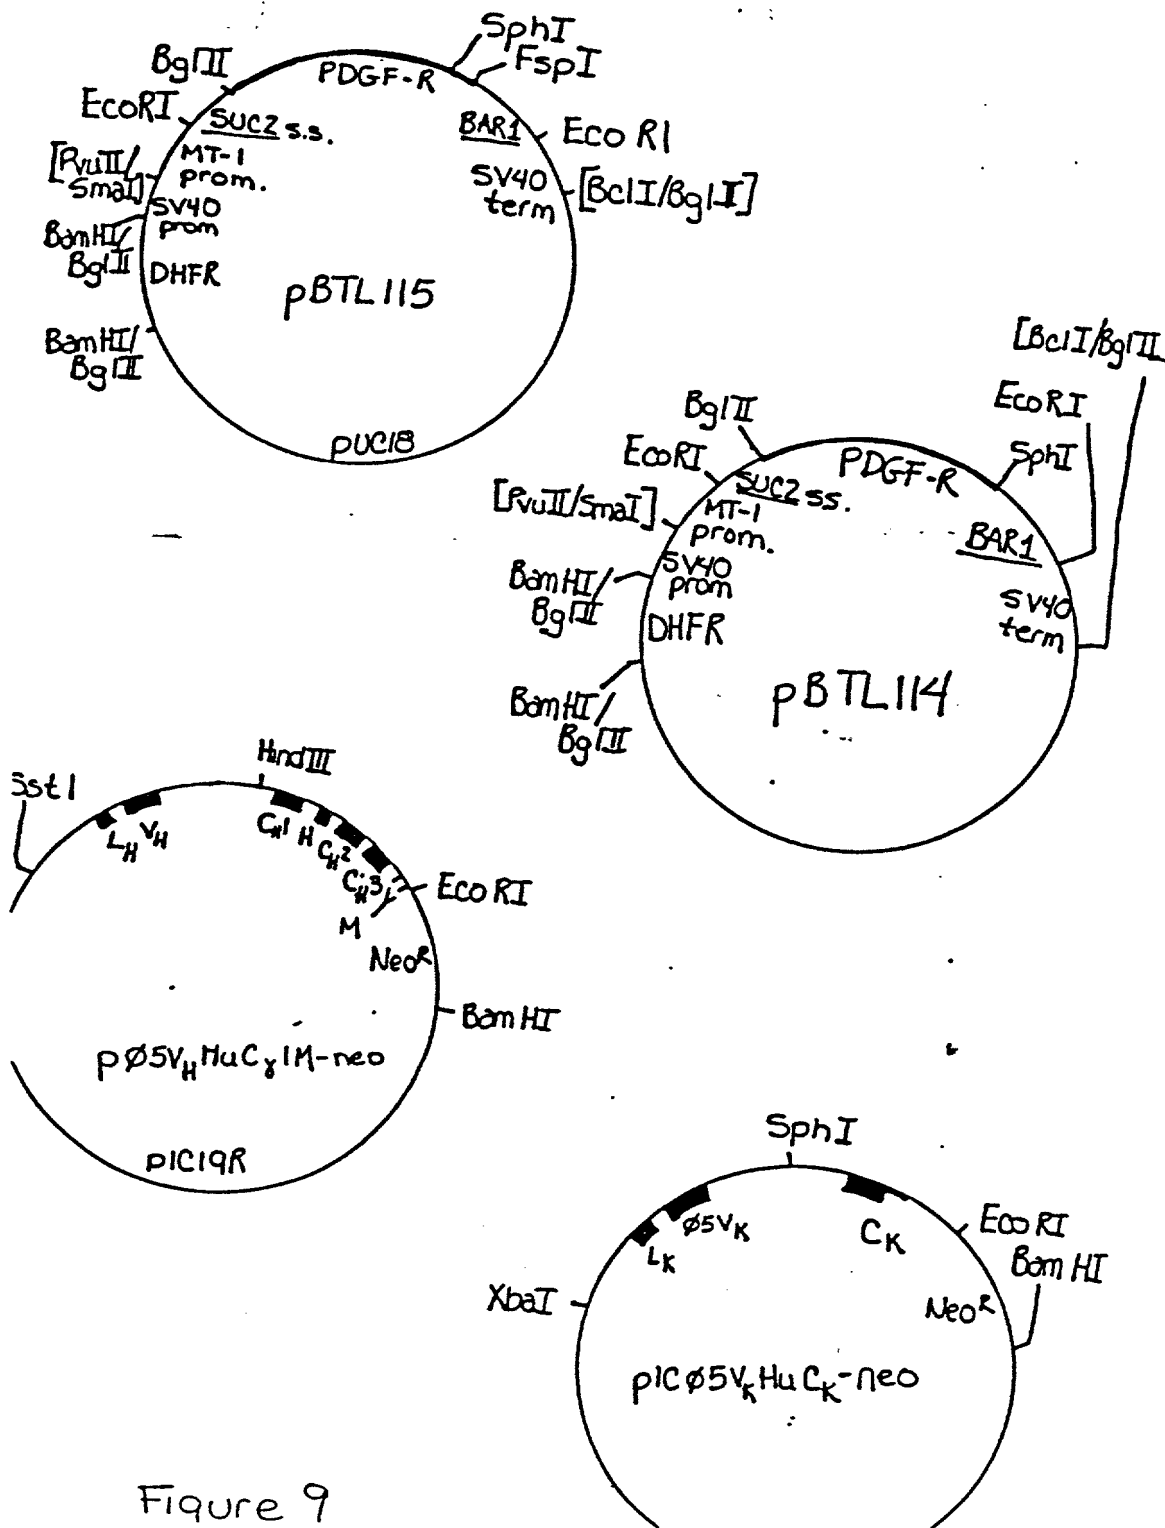 SphI
FspI
BglII
PDGF-R
EcoRI
SUC2 s.s.
BAR1
Eco RI
[PvuII/
SmaI]
MT-1
prom.
SV40
term
[BclI/BglII]
SV40
prom
BamHI/
BglII
DHFR
pBTL115
BamHI/
BglII
pUC18
[BclI/BglII
BglII
EcoRI
EcoRI
PDGF-R
SphI
SUC2 ss.
[PvuII/SmaI]
MT-1
prom.
BAR1
BamHI/
BglII
SV40
prom
SV40
term
DHFR
pBTL114
BamHI/
BglII
HindIII
SstI
LH VH
CH1 H CH2
CH3
EcoRI
M
NeoR
BamHI
pø5VHHuCγ1M-neo
pIC19R
SphI
ø5VK
LK
CK
EcoRI
BamHI
XbaI
NeoR
pICø5VKHuCK-neo
Figure 9